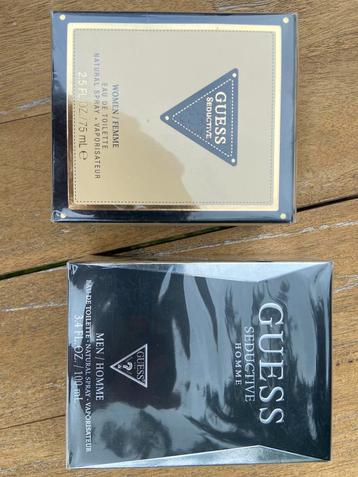 GUESS
SEDUCTIVE
WOMEN / FEMME
EAU DE TOILETTE
NATURAL SPRAY • VAPORISATEUR
2.5 FL. OZ / 75 mL ℮
GUESS
SEDUCTIVE
HOMME
GUESS
?
MEN / HOMME
EAU DE TOILETTE • NATURAL SPRAY • VAPORISATEUR
3.4 FL. OZ. / 100 mL